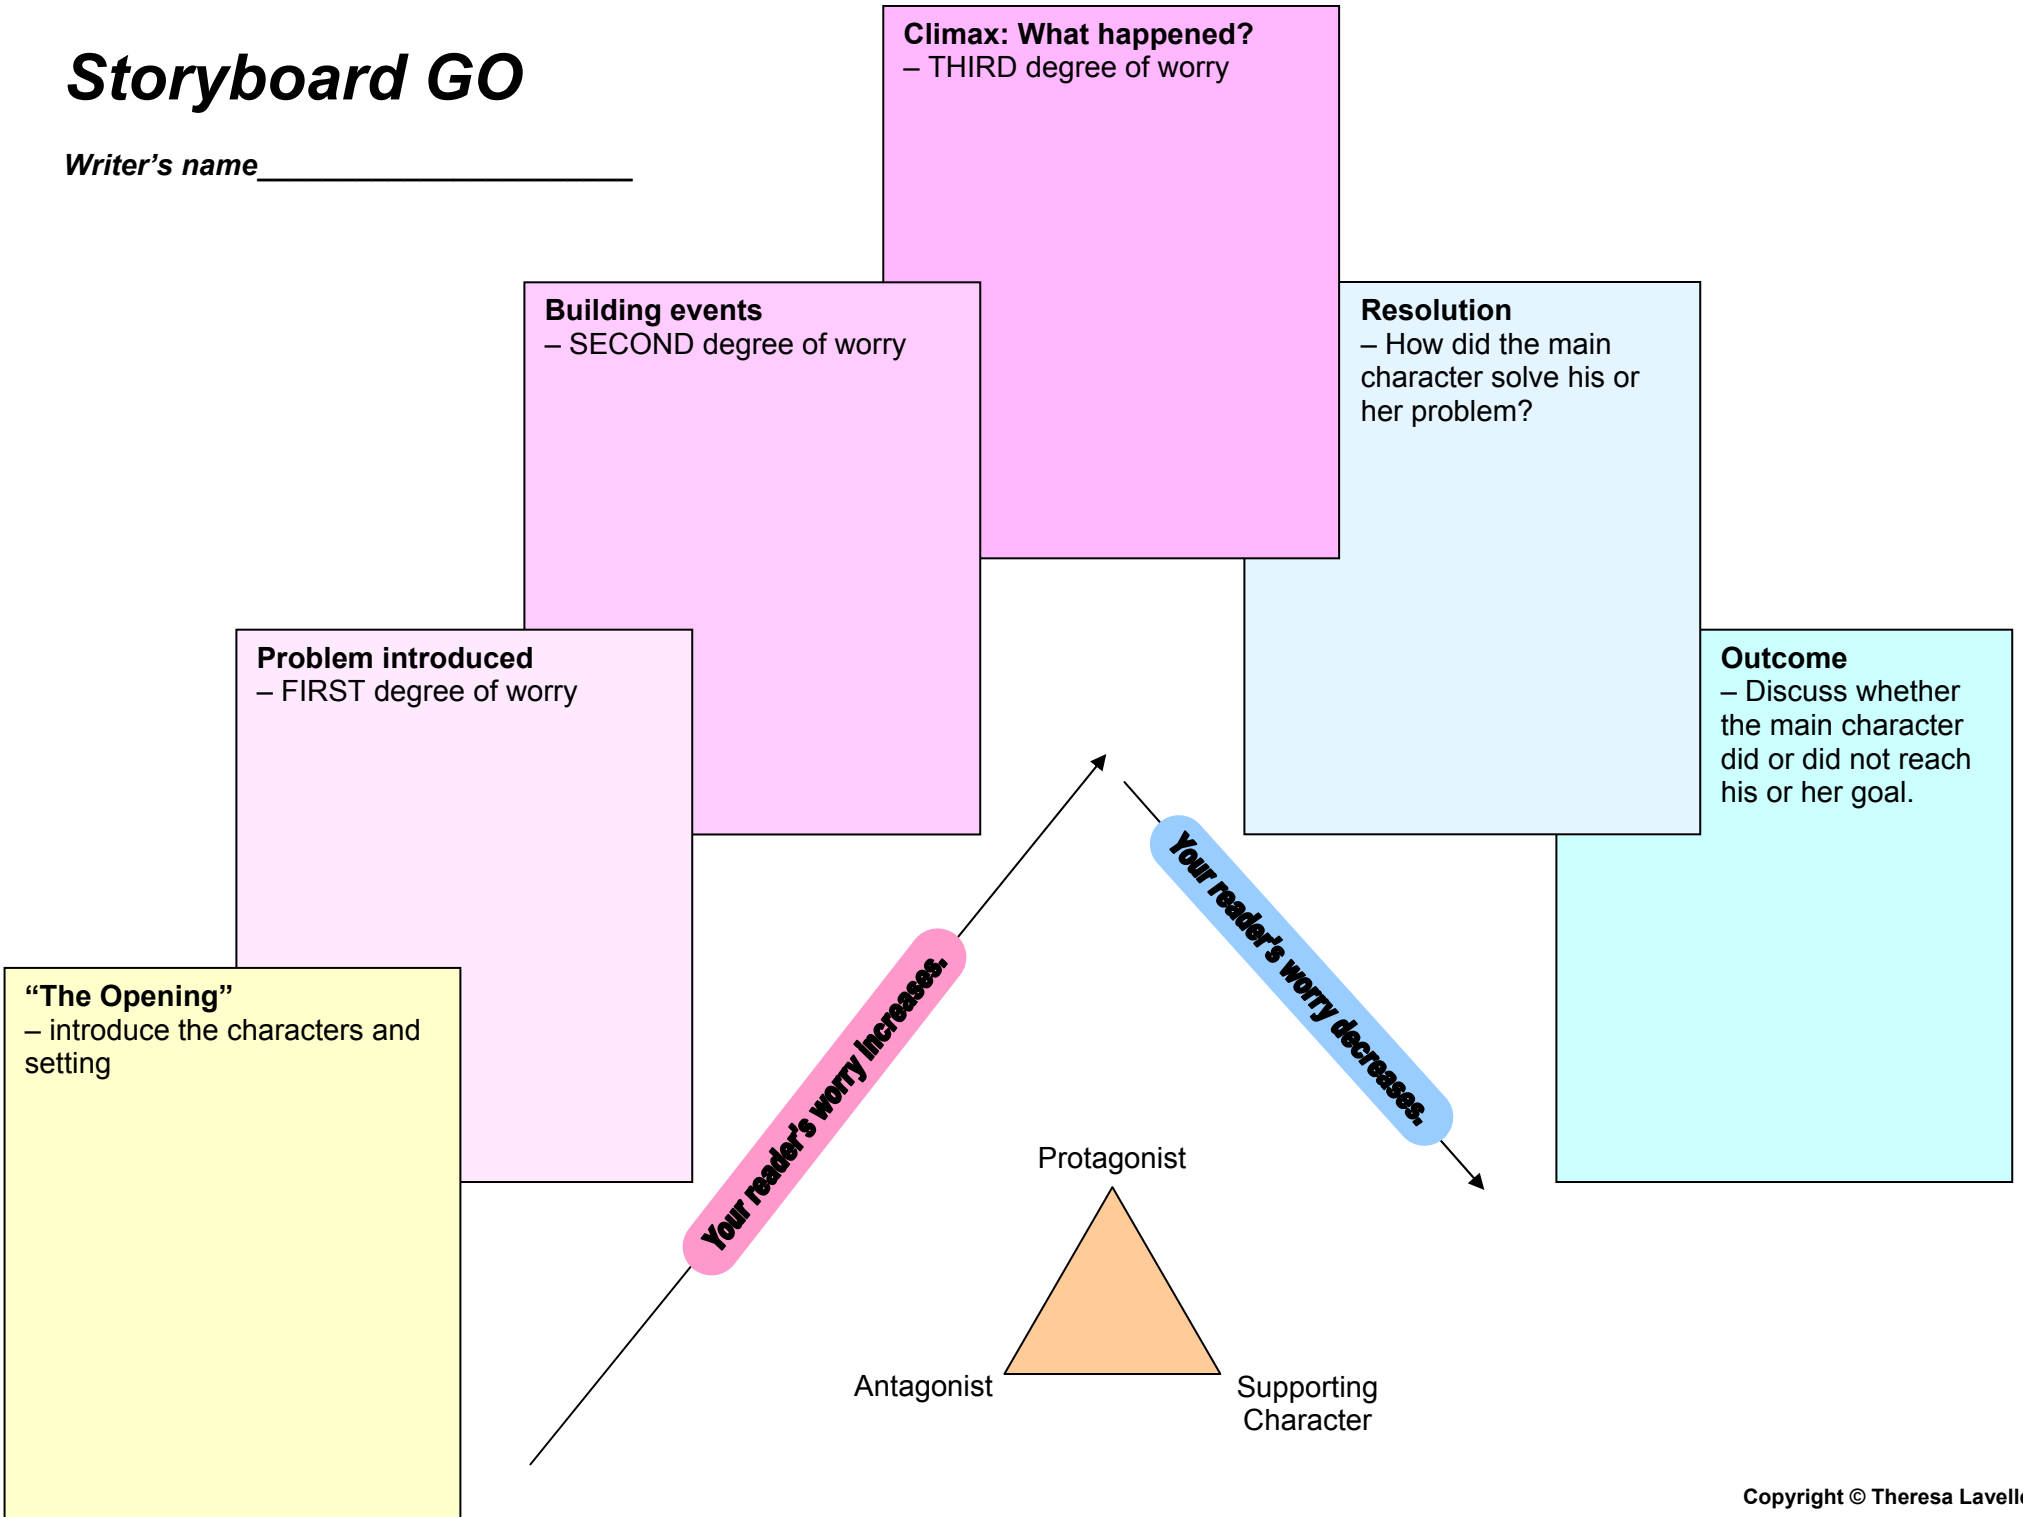 Storyboard GO
Writer’s name_______________________
Climax: What happened?
– THIRD degree of worry
Building events
– SECOND degree of worry
Resolution
– How did the main
character solve his or
her problem?
Problem introduced
– FIRST degree of worry
Outcome
– Discuss whether
the main character
did or did not reach
his or her goal.
“The Opening”
– introduce the characters and
setting
Your reader's worry increases.
Your reader's worry decreases.
Protagonist
Antagonist
Supporting
Character
Copyright © Theresa